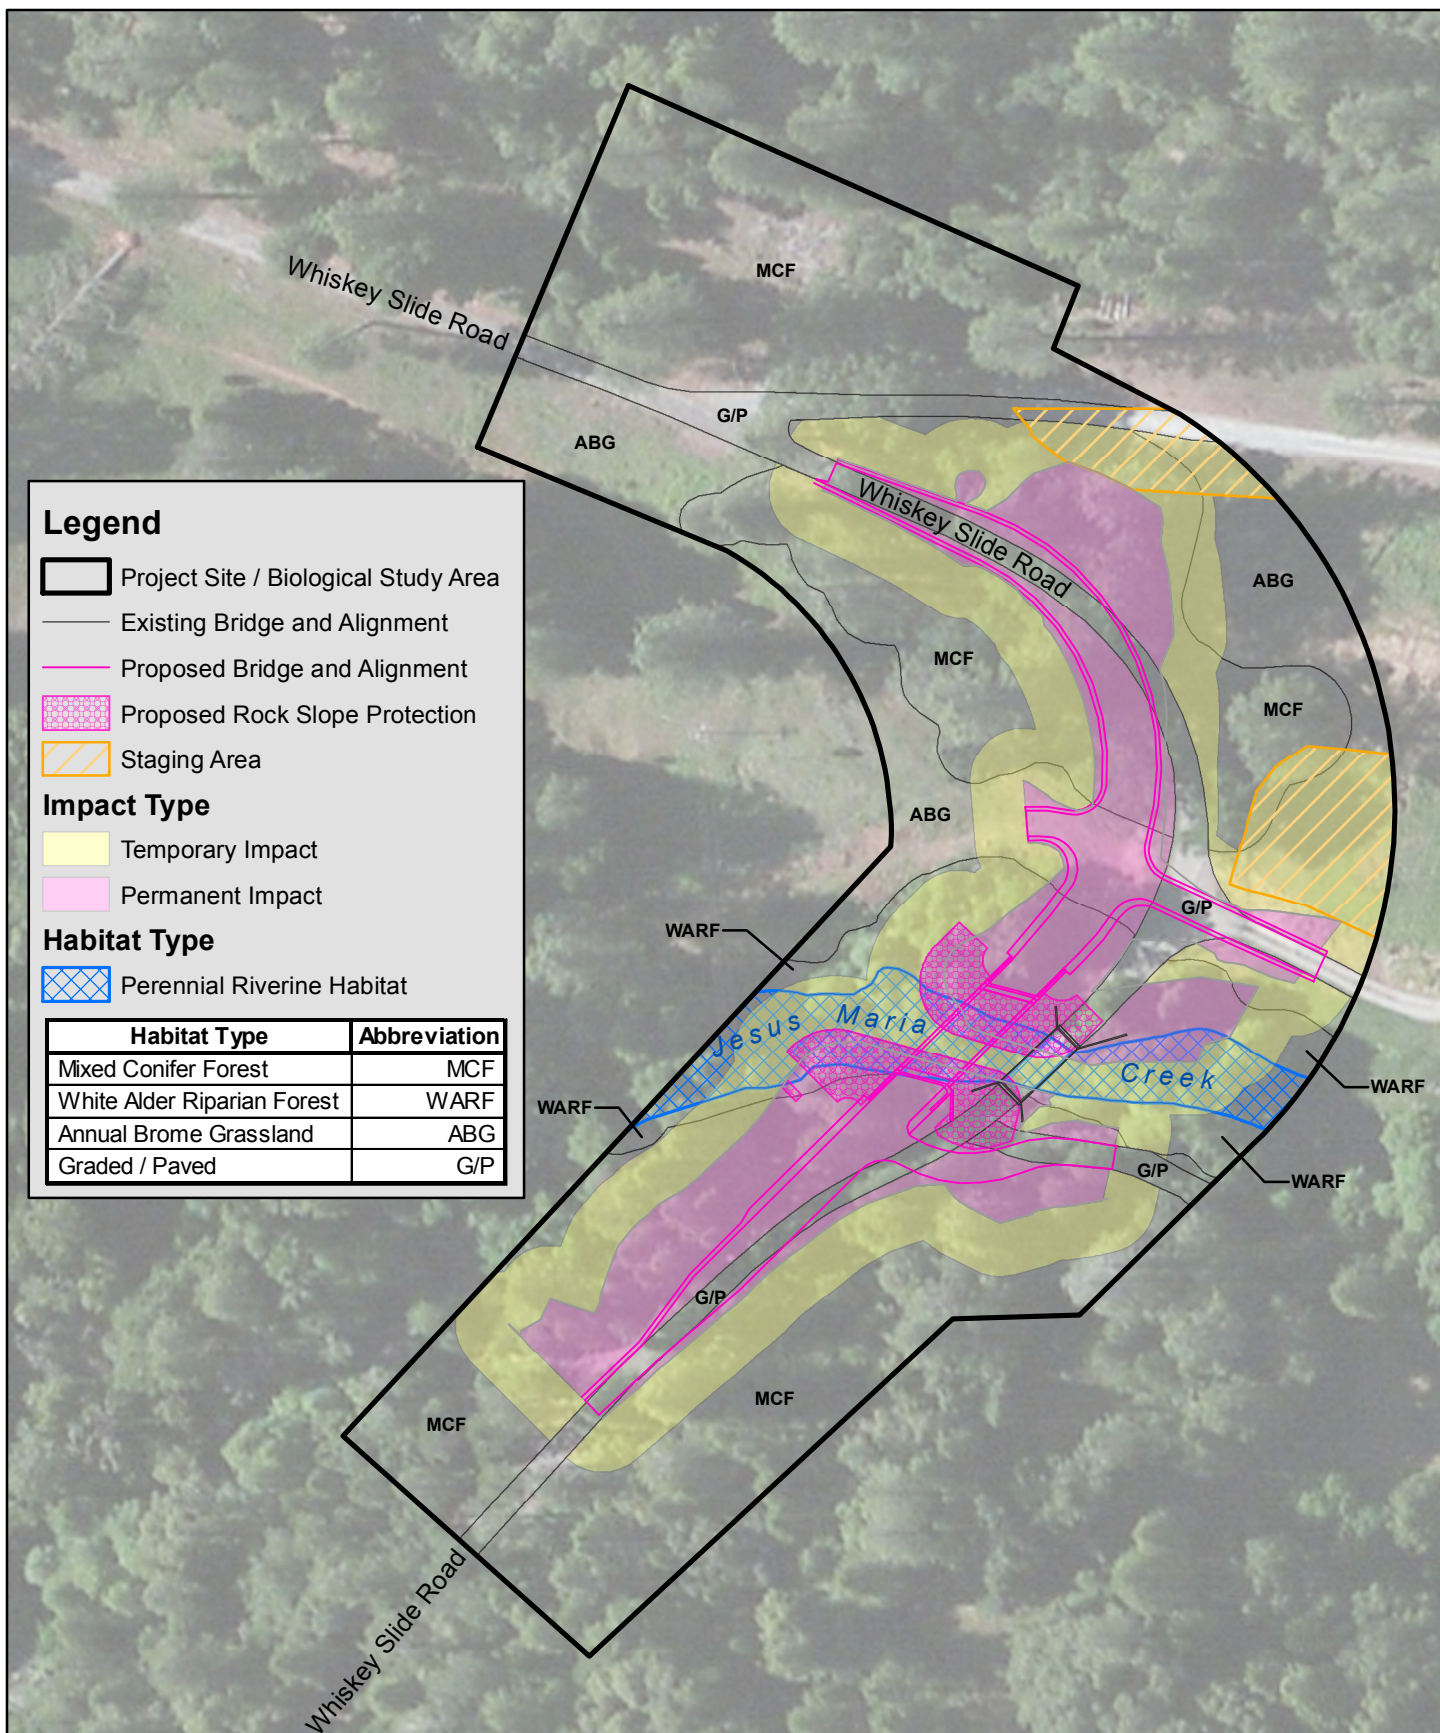 MCF
Whiskey Slide Road
G/P
ABG
Whiskey Slide Road
ABG
MCF
MCF
ABG
G/P
WARF
Jesus Maria
Creek
WARF
WARF
G/P
WARF
G/P
MCF
MCF
Whiskey Slide Road
Legend
Project Site / Biological Study Area
Existing Bridge and Alignment
Proposed Bridge and Alignment
Proposed Rock Slope Protection
Staging Area
Impact Type
Temporary Impact
Permanent Impact
Habitat Type
Perennial Riverine Habitat
Habitat Type Abbreviation
Mixed Conifer Forest MCF
White Alder Riparian Forest WARF
Annual Brome Grassland ABG
Graded / Paved G/P